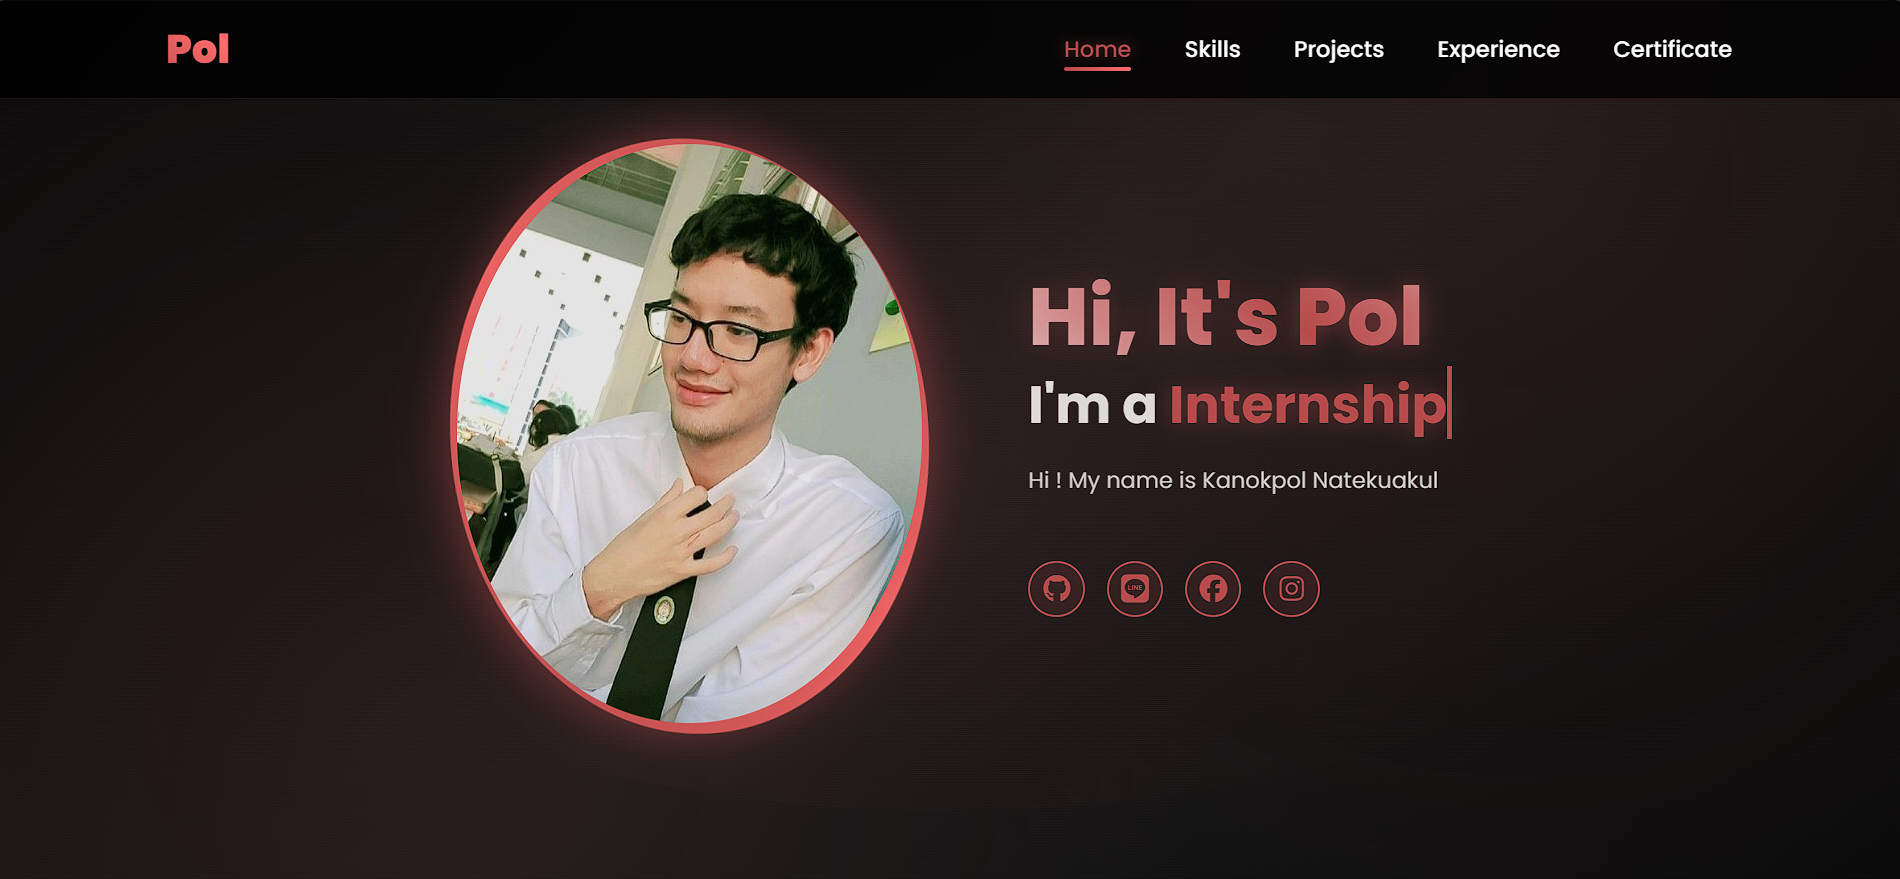 Pol
Home Skills Projects Experience Certificate
Hi, It's Pol
I'm a Internship
Hi ! My name is Kanokpol Natekuakul
LINE